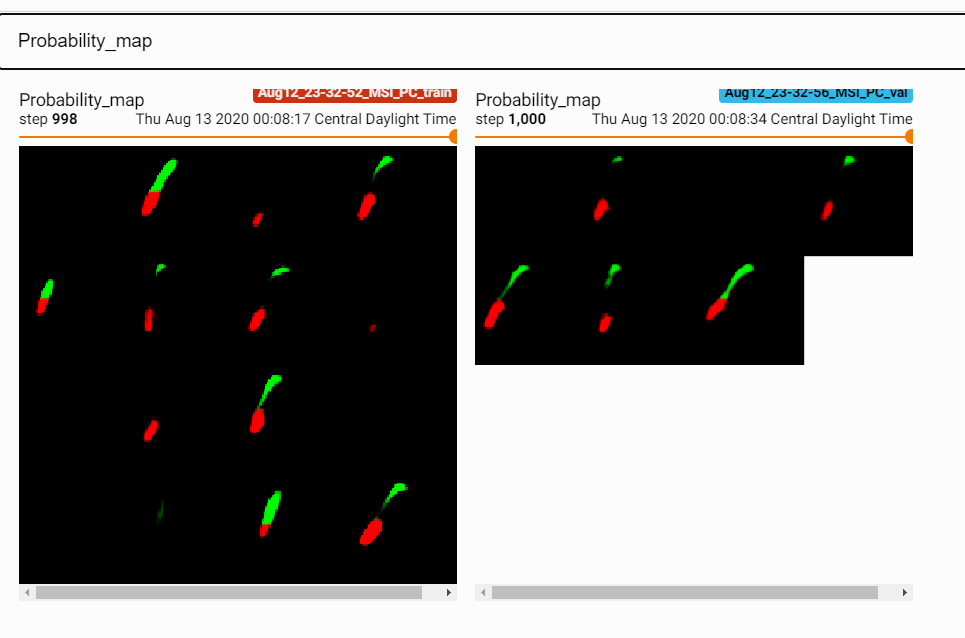 Probability_map
Probability_map
Aug12_23-32-52_MSI_PC_train
step 998
Thu Aug 13 2020 00:08:17 Central Daylight Time
Probability_map
Aug12_23-32-56_MSI_PC_val
step 1,000
Thu Aug 13 2020 00:08:34 Central Daylight Time